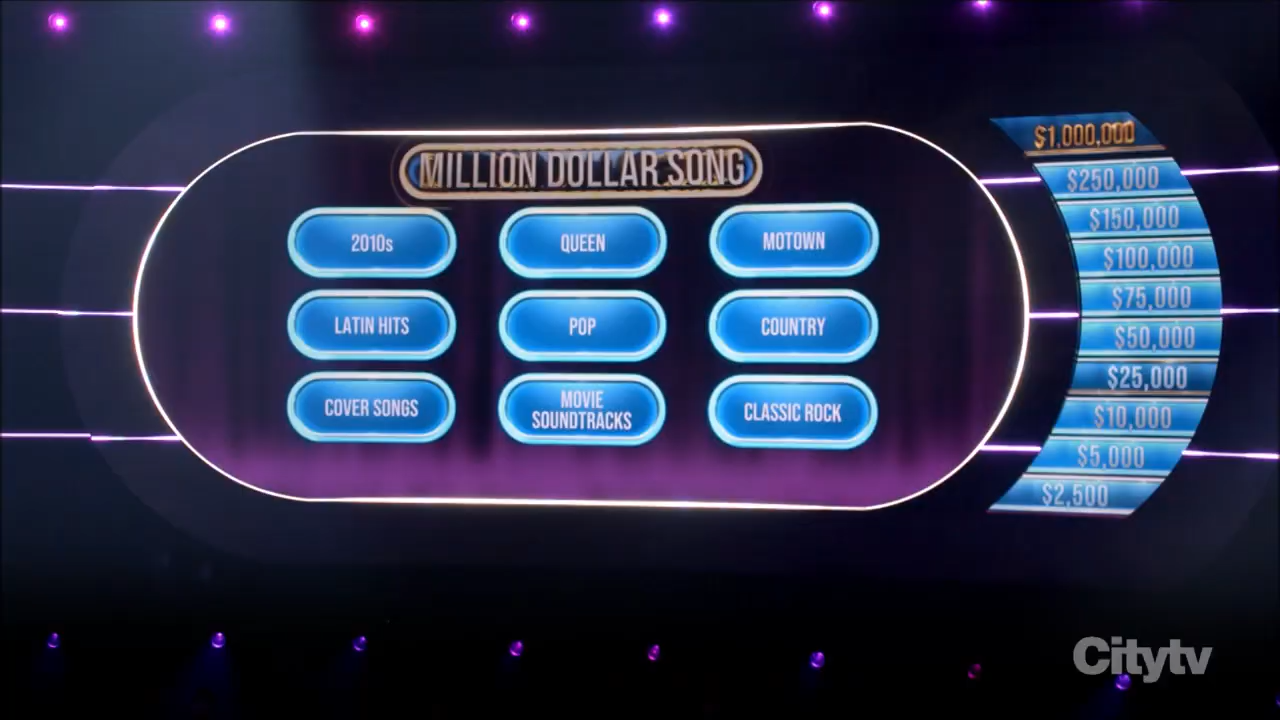 MILLION DOLLAR SONG
2010s
QUEEN
MOTOWN
LATIN HITS
POP
COUNTRY
COVER SONGS
MOVIE
SOUNDTRACKS
CLASSIC ROCK
$1,000,000
$250,000
$150,000
$100,000
$75,000
$50,000
$25,000
$10,000
$5,000
$2,500
Citytv